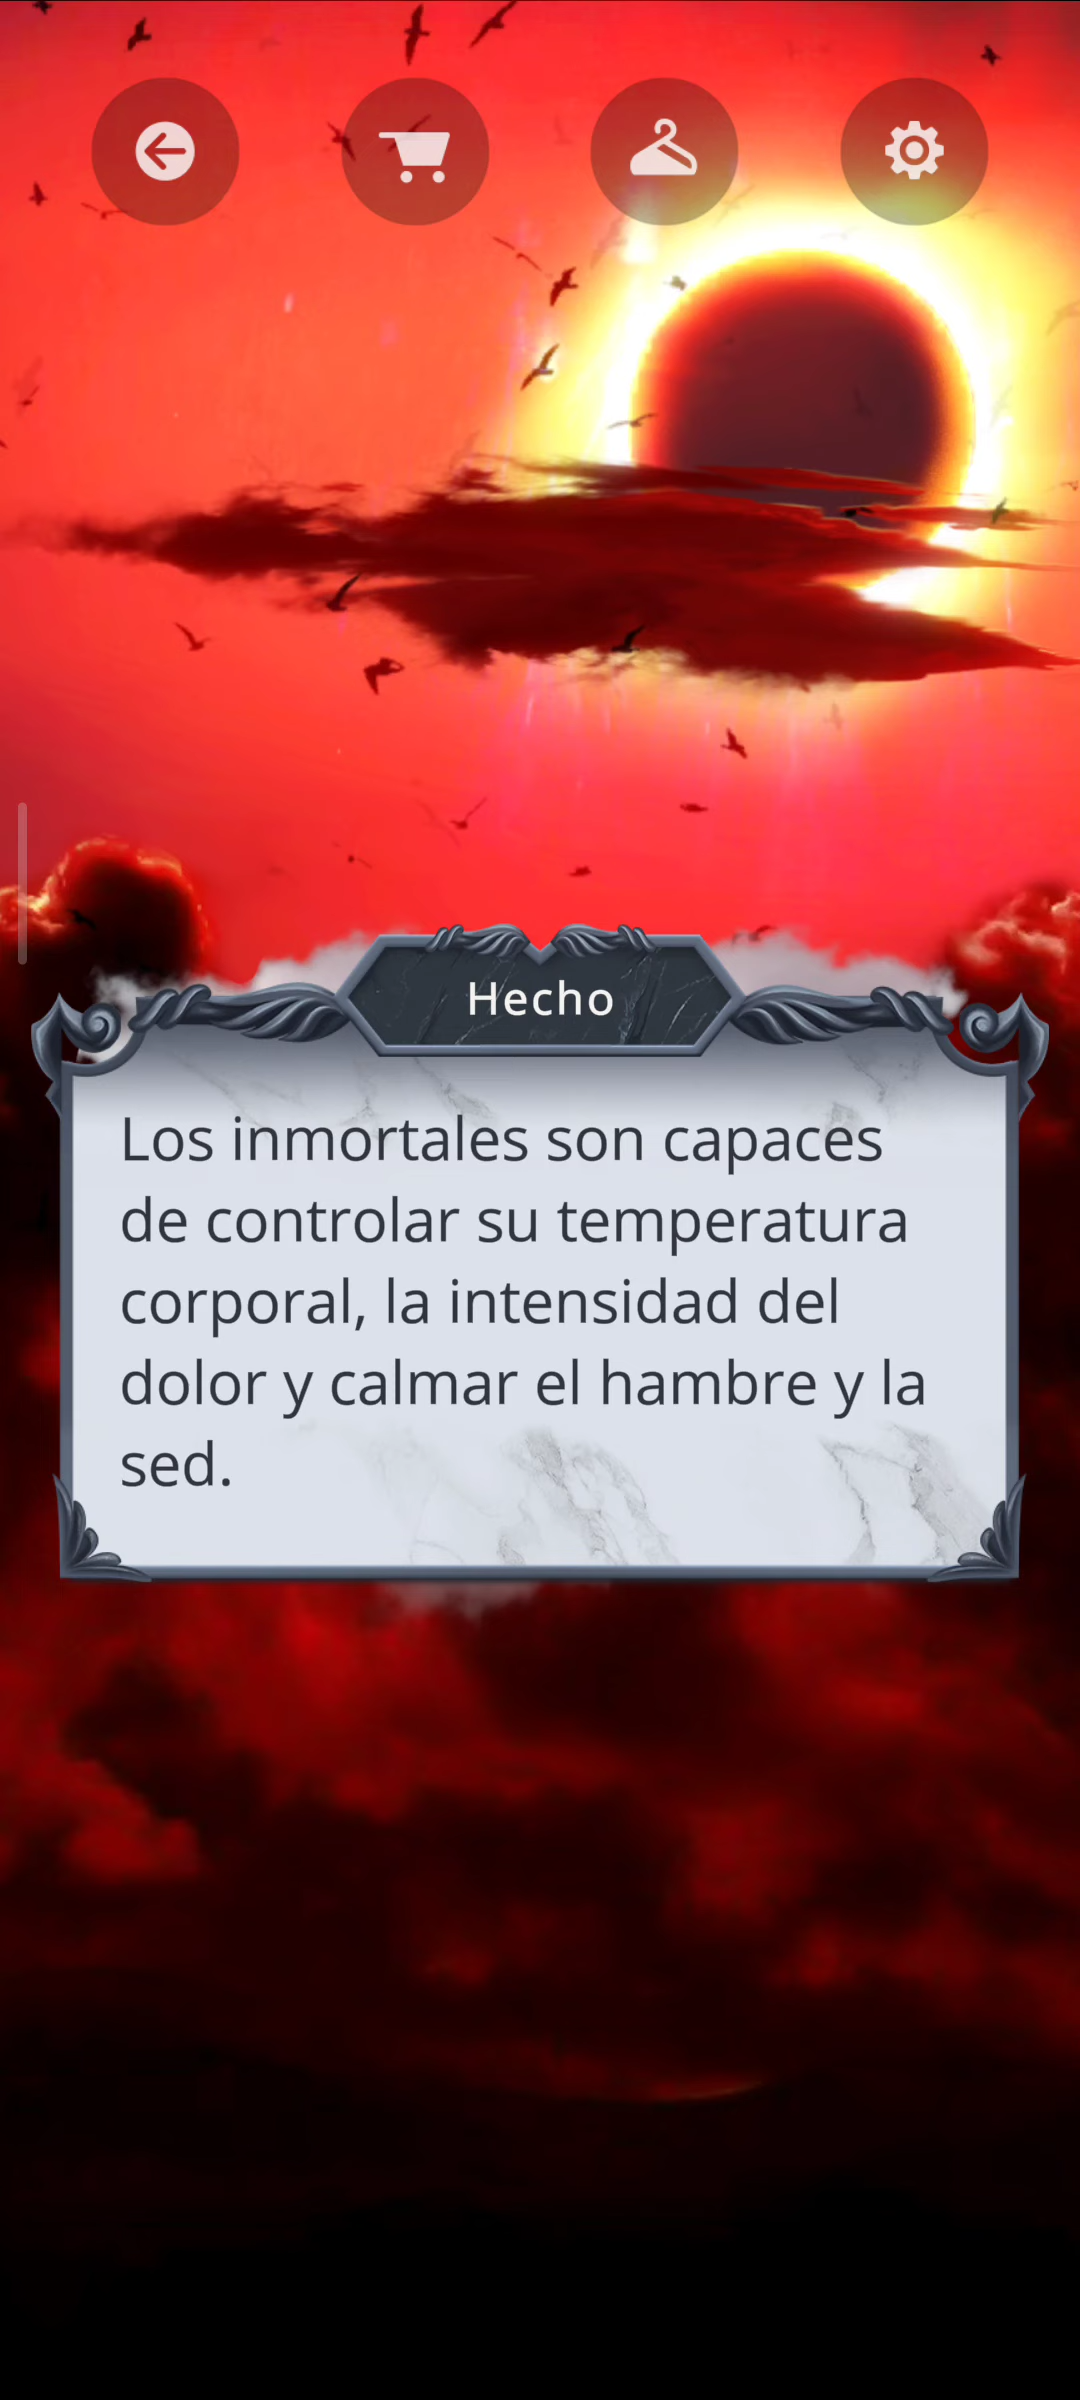 Hecho
Los inmortales son capaces
de controlar su temperatura
corporal, la intensidad del
dolor y calmar el hambre y la
sed.